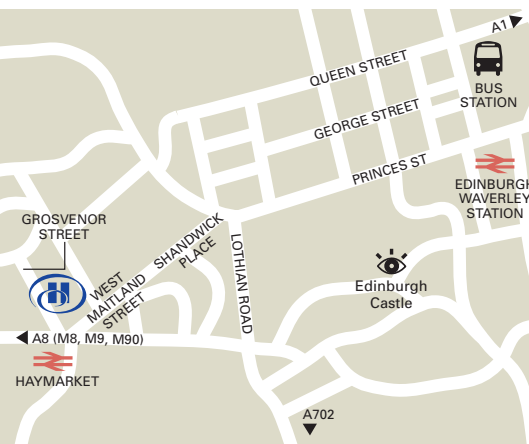 A1
QUEEN STREET
BUS
STATION
GEORGE STREET
PRINCES ST
EDINBURGH
WAVERLEY
STATION
GROSVENOR
STREET
SHANDWICK
PLACE
WEST
MAITLAND
STREET
LOTHIAN ROAD
Edinburgh
Castle
H
A8 (M8, M9, M90)
HAYMARKET
A702